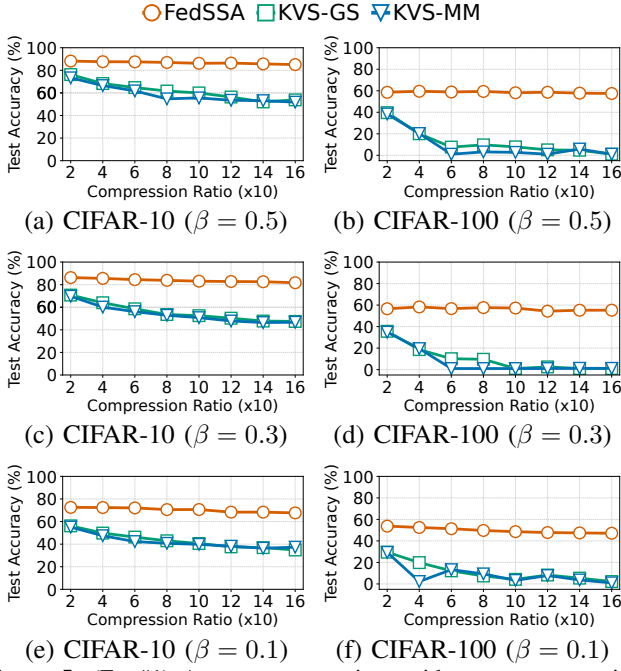 FedSSA KVS-GS KVS-MM
Test Accuracy (%)
100
80
60
40
20
0
2 4 6 8 10 12 14 16
Compression Ratio (x10)
(a) CIFAR-10 (β = 0.5)
Test Accuracy (%)
100
80
60
40
20
0
2 4 6 8 10 12 14 16
Compression Ratio (x10)
(b) CIFAR-100 (β = 0.5)
Test Accuracy (%)
100
80
60
40
20
0
2 4 6 8 10 12 14 16
Compression Ratio (x10)
(c) CIFAR-10 (β = 0.3)
Test Accuracy (%)
100
80
60
40
20
0
2 4 6 8 10 12 14 16
Compression Ratio (x10)
(d) CIFAR-100 (β = 0.3)
Test Accuracy (%)
100
80
60
40
20
0
2 4 6 8 10 12 14 16
Compression Ratio (x10)
(e) CIFAR-10 (β = 0.1)
Test Accuracy (%)
100
80
60
40
20
0
2 4 6 8 10 12 14 16
Compression Ratio (x10)
(f) CIFAR-100 (β = 0.1)